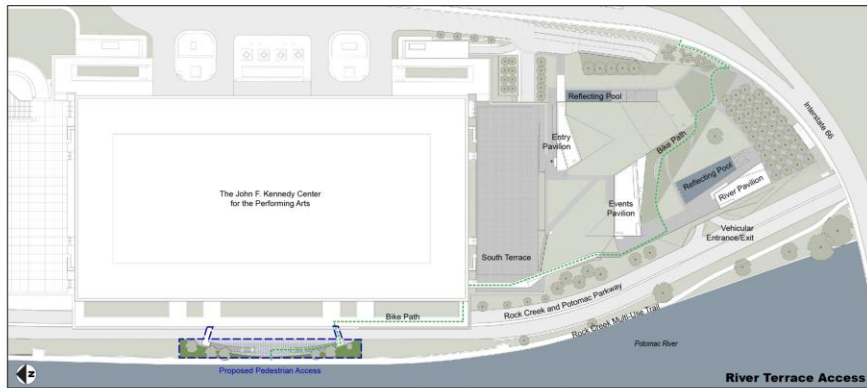 Reflecting Pool
Entry
Pavilion
Bike Path
Interstate 66
The John F. Kennedy Center
for the Performing Arts
Reflecting Pool
River Pavilion
Events
Pavilion
Vehicular
Entrance/Exit
South Terrace
Rock Creek and Potomac Parkway
Bike Path
Rock Creek Multi-Use Trail
Potomac River
Proposed Pedestrian Access
Z
River Terrace Access